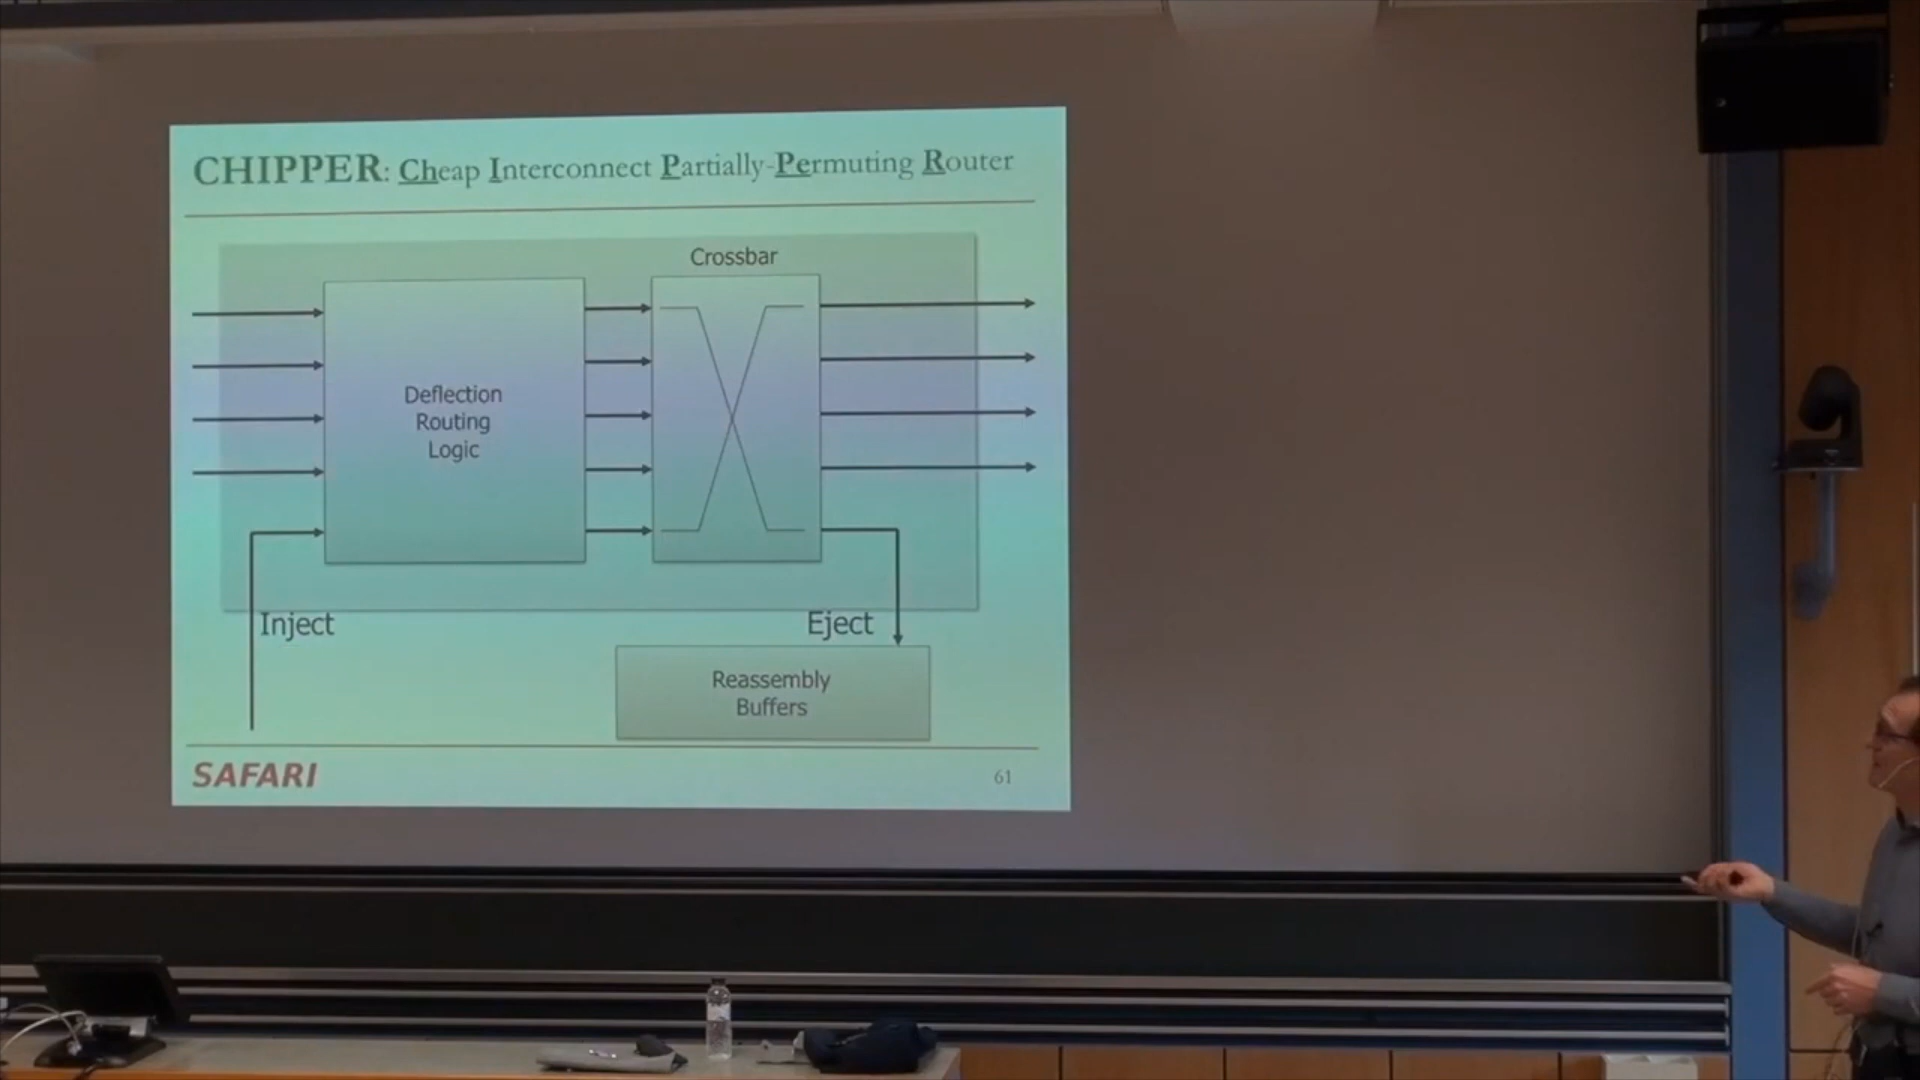 CHIPPER: Cheap Interconnect Partially-Permuting Router
Crossbar
Deflection
Routing
Logic
Inject
Eject
Reassembly
Buffers
SAFARI
61